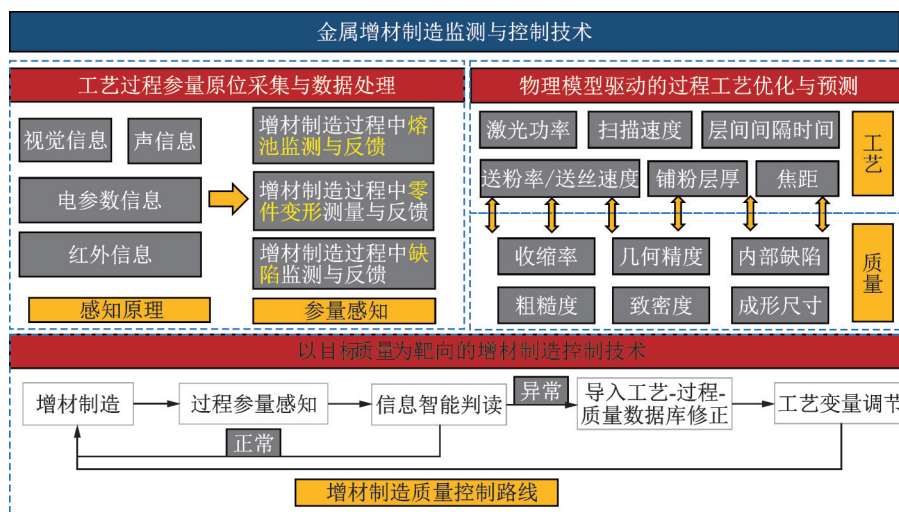 金属增材制造监测与控制技术
工艺过程参量原位采集与数据处理
视觉信息
声信息
电参数信息
红外信息
感知原理
增材制造过程中熔
池监测与反馈
增材制造过程中零
件变形测量与反馈
增材制造过程中缺
陷监测与反馈
参量感知
物理模型驱动的过程工艺优化与预测
激光功率
扫描速度
层间间隔时间
送粉率/送丝速度
铺粉层厚
焦距
工艺
收缩率
几何精度
内部缺陷
粗糙度
致密度
成形尺寸
质量
以目标质量为靶向的增材制造控制技术
增材制造
过程参量感知
信息智能判读
异常
导入工艺-过程-
质量数据库修正
工艺变量调节
正常
增材制造质量控制路线